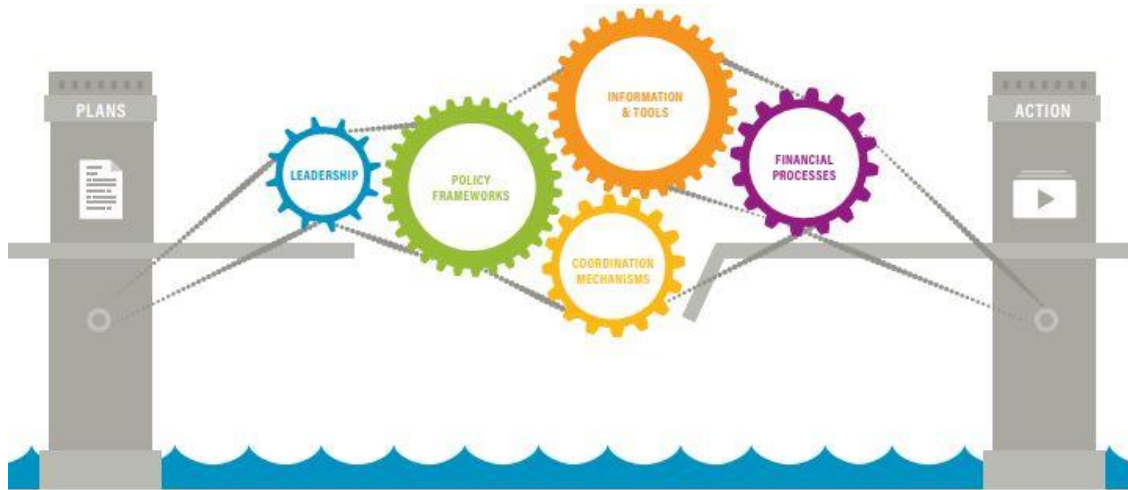 PLANS
LEADERSHIP
POLICY
FRAMEWORKS
INFORMATION
& TOOLS
COORDINATION
MECHANISMS
FINANCIAL
PROCESSES
ACTION